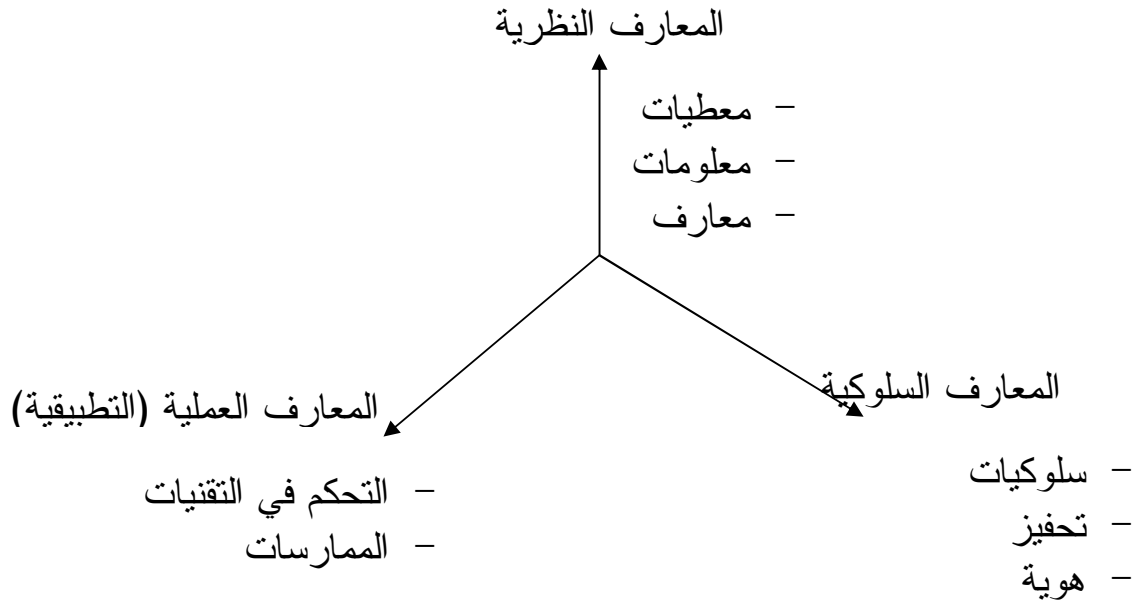 المعارف النظرية
- معطيات
- معلومات
- معارف
المعارف السلوكية
المعارف العملية (التطبيقية)
- سلوكيات
- تحفيز
- هوية
- التحكم في التقنيات
- الممارسات